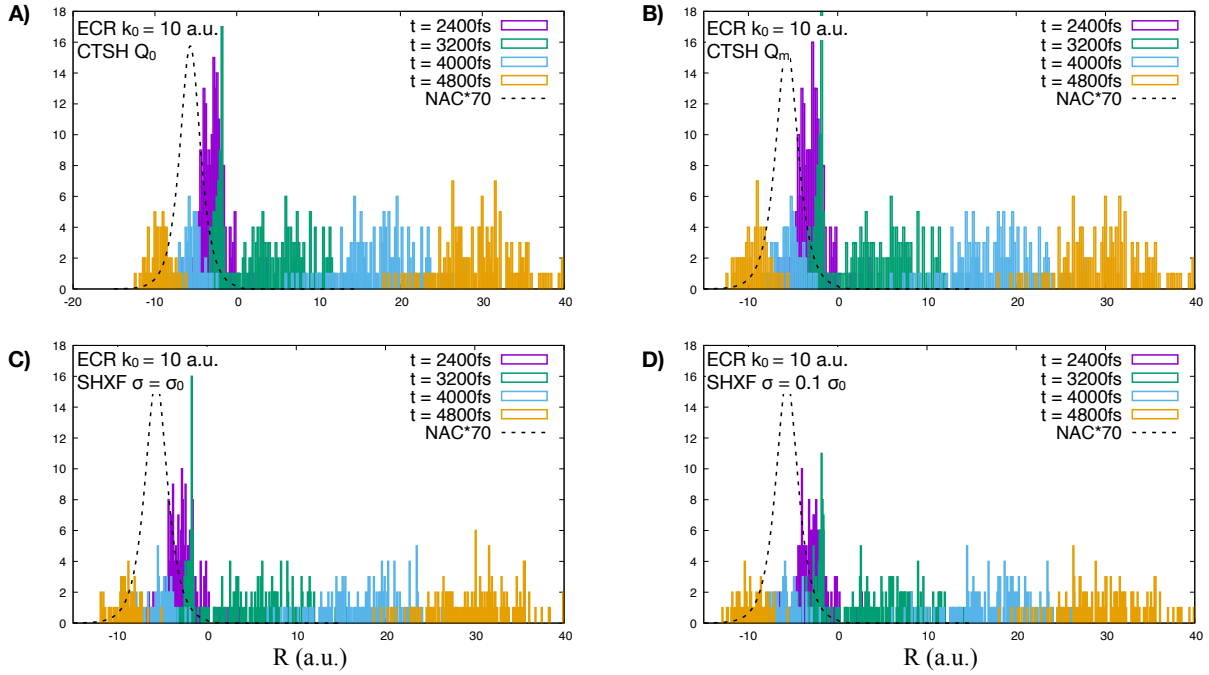 A)
ECR k₀ = 10 a.u.
CTSH Q₀
t = 2400fs
t = 3200fs
t = 4000fs
t = 4800fs
NAC*70
18
16
14
12
10
8
6
4
2
0
-20 -10 0 10 20 30 40
B)
ECR k₀ = 10 a.u.
CTSH Qₘ
t = 2400fs
t = 3200fs
t = 4000fs
t = 4800fs
NAC*70
18
16
14
12
10
8
6
4
2
0
-10 0 10 20 30 40
C)
ECR k₀ = 10 a.u.
SHXF σ = σ₀
t = 2400fs
t = 3200fs
t = 4000fs
t = 4800fs
NAC*70
18
16
14
12
10
8
6
4
2
0
-10 0 10 20 30 40
R (a.u.)
D)
ECR k₀ = 10 a.u.
SHXF σ = 0.1 σ₀
t = 2400fs
t = 3200fs
t = 4000fs
t = 4800fs
NAC*70
18
16
14
12
10
8
6
4
2
0
-10 0 10 20 30 40
R (a.u.)